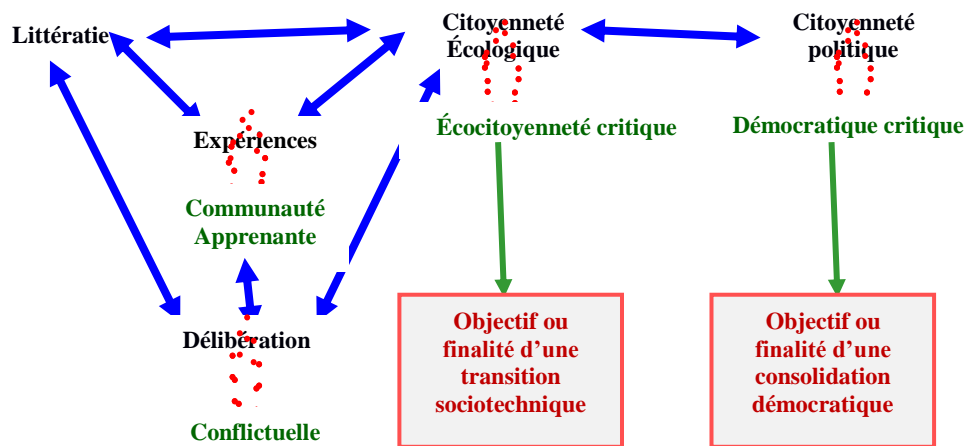 Littératie
Citoyenneté
Écologique
Citoyenneté
politique
Expériences
Écocitoyenneté critique
Démocratique critique
Communauté
Apprenante
Délibération
Conflictuelle
Objectif ou
finalité d’une
transition
sociotechnique
Objectif ou
finalité d’une
consolidation
démocratique